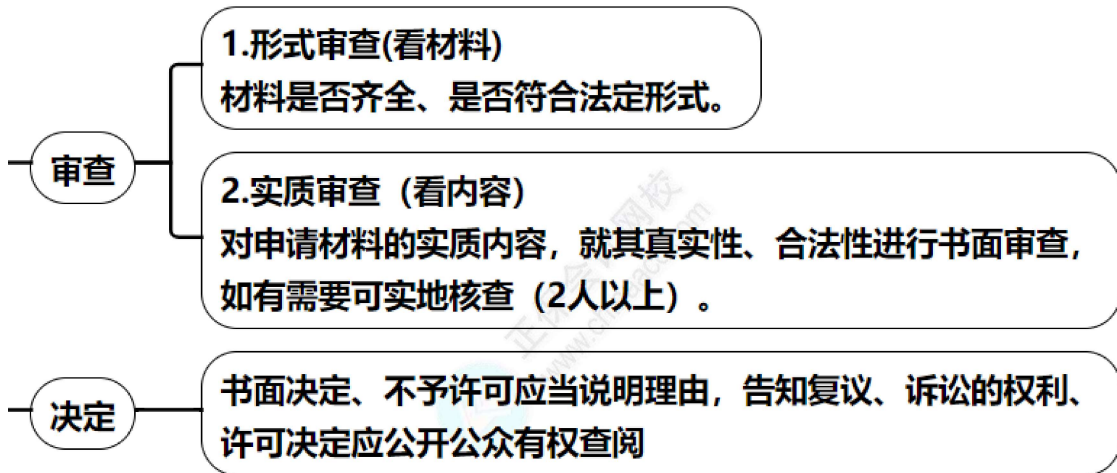 1.形式审查(看材料)
材料是否齐全、是否符合法定形式。
审查
2.实质审查（看内容）
对申请材料的实质内容，就其真实性、合法性进行书面审查，
如有需要可实地核查（2人以上）。
决定
书面决定、不予许可应当说明理由，告知复议、诉讼的权利、
许可决定应公开公众有权查阅